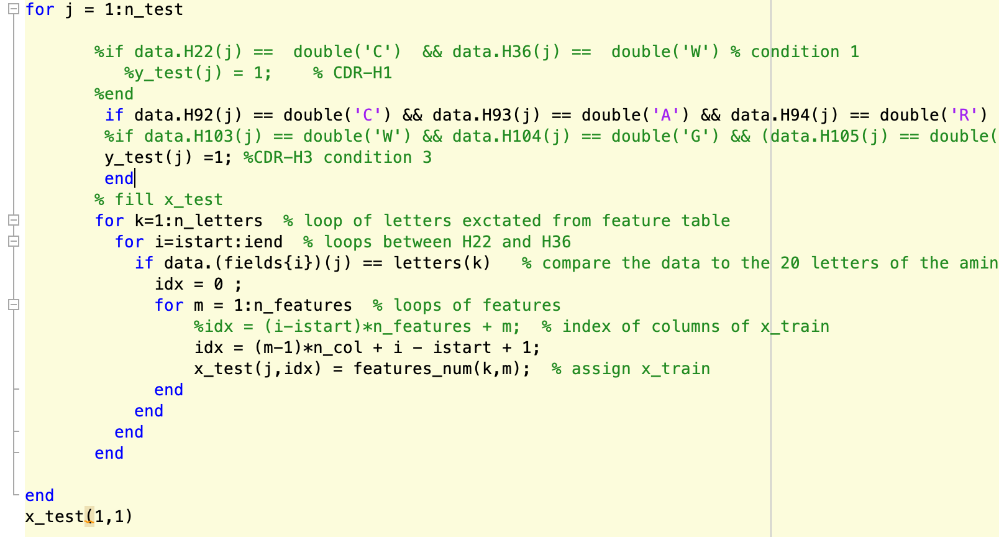 for j = 1:n_test
%if data.H22(j) ==  double('C')  && data.H36(j) ==  double('W') % condition 1
%y_test(j) = 1;    % CDR-H1
%end
if data.H92(j) == double('C') && data.H93(j) == double('A') && data.H94(j) == double('R')
%if data.H103(j) == double('W') && data.H104(j) == double('G') && (data.H105(j) == double(
y_test(j) =1; %CDR-H3 condition 3
end
% fill x_test
for k=1:n_letters  % loop of letters exctated from feature table
for i=istart:iend  % loops between H22 and H36
if data.(fields{i})(j) == letters(k)   % compare the data to the 20 letters of the amin
idx = 0 ;
for m = 1:n_features  % loops of features
%idx = (i-istart)*n_features + m;  % index of columns of x_train
idx = (m-1)*n_col + i - istart + 1;
x_test(j,idx) = features_num(k,m);  % assign x_train
end
end
end
end
end
x_test(1,1)